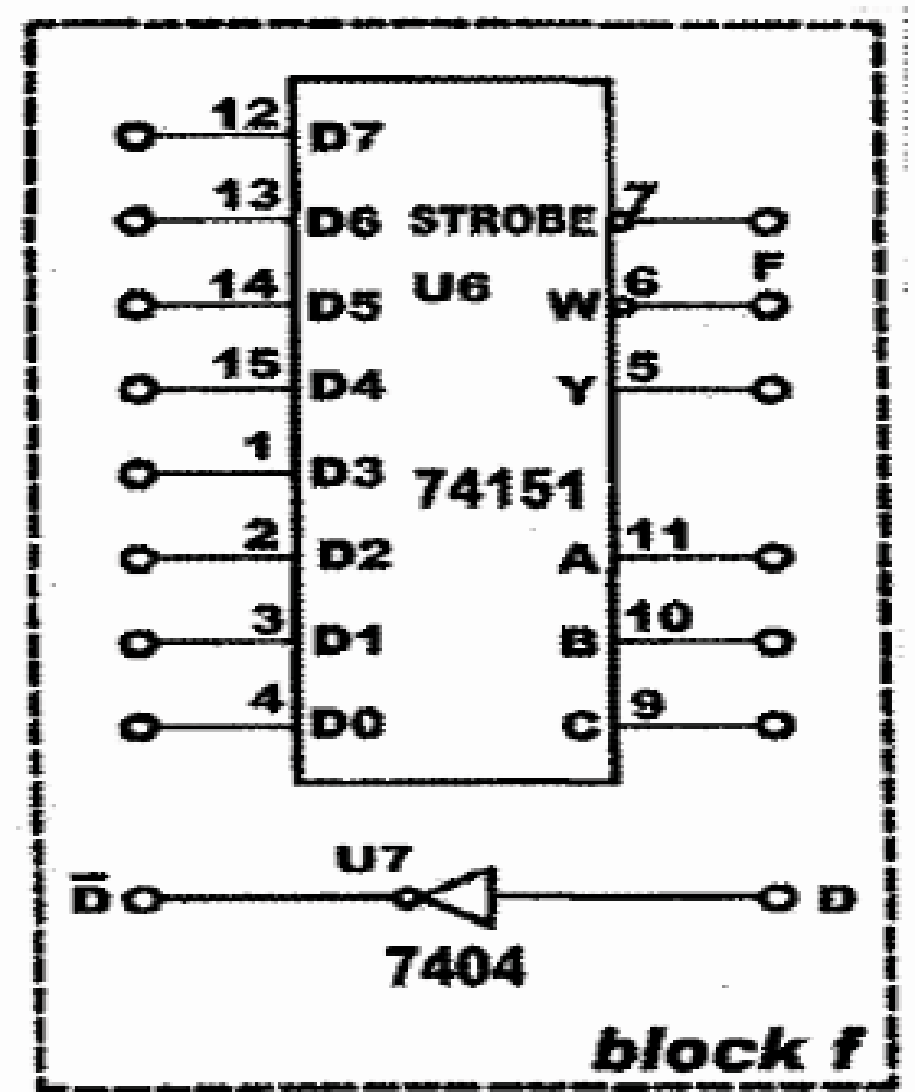 12
D7
13
D6 STROBE 7
F
14
D5 U6 W 6
15
D4 Y 5
1
D3 74151
2
D2 A 11
3
D1 B 10
4
D0 C 9
U7
D̅ D
7404
block f